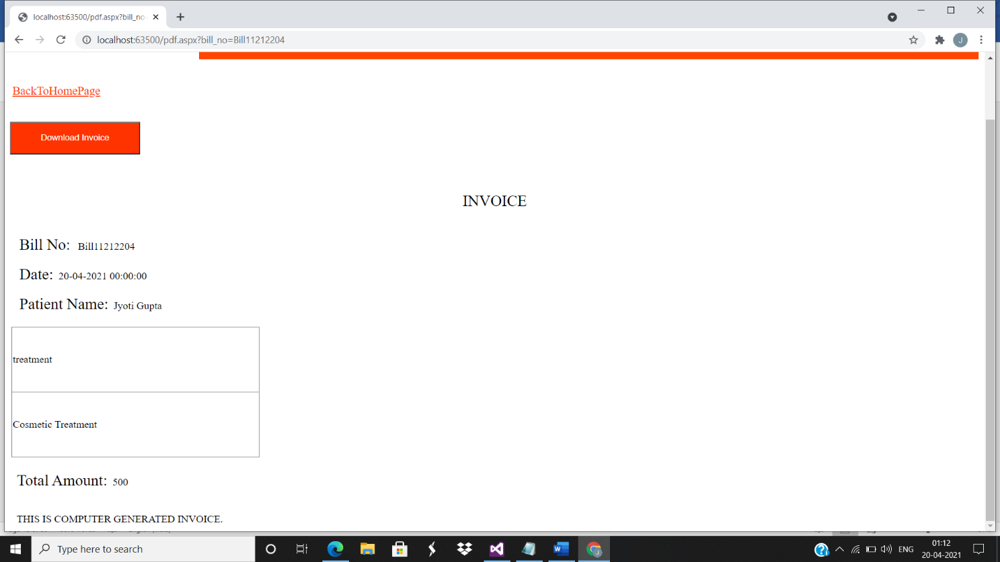 localhost:63500/pdf.aspx?bill_no
localhost:63500/pdf.aspx?bill_no=Bill11212204
J
BackToHomePage
Download Invoice
INVOICE
Bill No: Bill11212204
Date: 20-04-2021 00:00:00
Patient Name: Jyoti Gupta
treatment
Cosmetic Treatment
Total Amount: 500
THIS IS COMPUTER GENERATED INVOICE.
Type here to search
ENG
01:12
20-04-2021